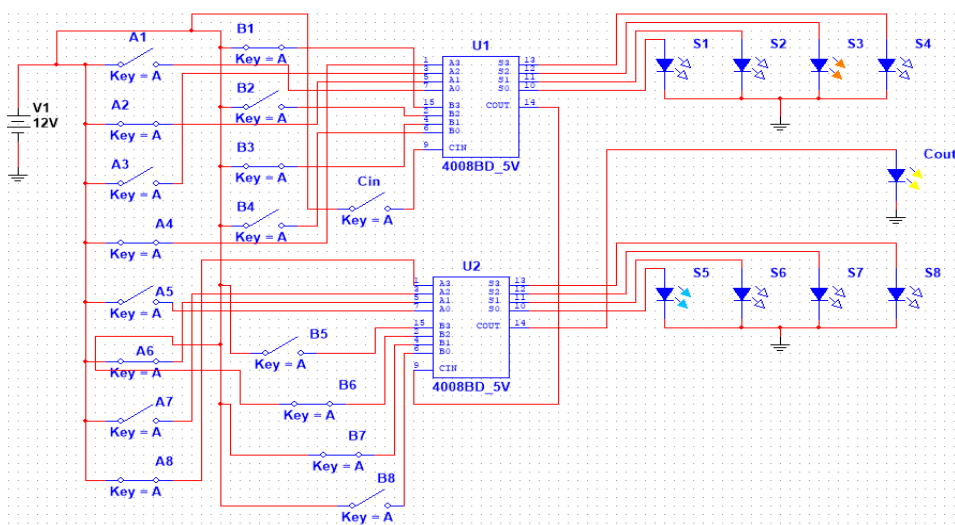 A1
Key = A
A2
Key = A
A3
Key = A
A4
Key = A
A5
Key = A
A6
Key = A
A7
Key = A
A8
Key = A
V1
12V
B1
Key = A
B2
Key = A
B3
Key = A
B4
Key = A
Cin
Key = A
B5
Key = A
B6
Key = A
B7
Key = A
B8
Key = A
U1
1 A3 S3 13
3 A2 S2 12
5 A1 S1 11
7 A0 S0 10
15 B3 COUT 14
2 B2
4 B1
6 B0
9 CIN
4008BD_5V
U2
1 A3 S3 13
3 A2 S2 12
5 A1 S1 11
7 A0 S0 10
15 B3 COUT 14
2 B2
4 B1
6 B0
9 CIN
4008BD_5V
S1 S2 S3 S4
Cout
S5 S6 S7 S8